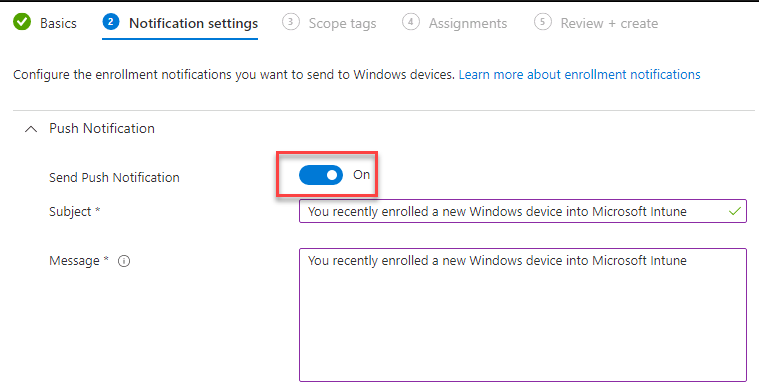 Basics 2 Notification settings 3 Scope tags 4 Assignments 5 Review + create
Configure the enrollment notifications you want to send to Windows devices. Learn more about enrollment notifications
Push Notification
Send Push Notification On
Subject * You recently enrolled a new Windows device into Microsoft Intune
Message * You recently enrolled a new Windows device into Microsoft Intune